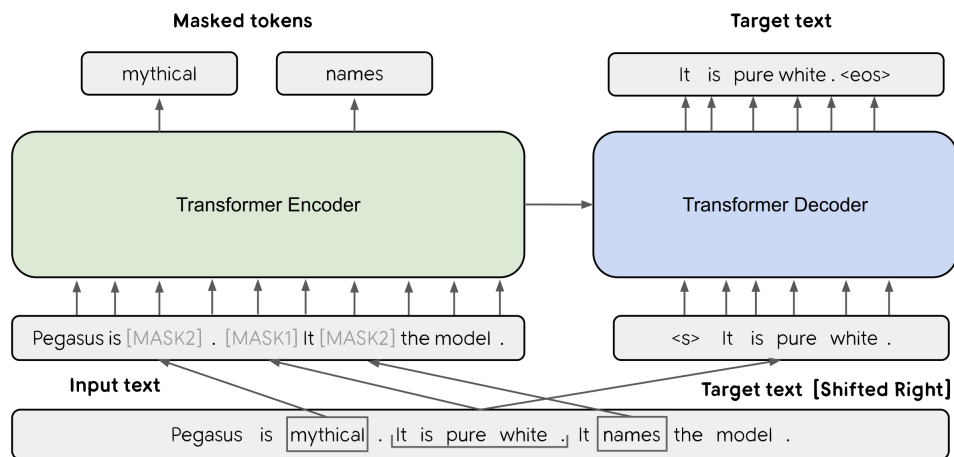 Masked tokens
Target text
mythical
names
It is pure white . <eos>
Transformer Encoder
Transformer Decoder
Pegasus is [MASK2] . [MASK1] It [MASK2] the model .
<s> It is pure white .
Input text
Target text [Shifted Right]
Pegasus is mythical . It is pure white . It names the model .